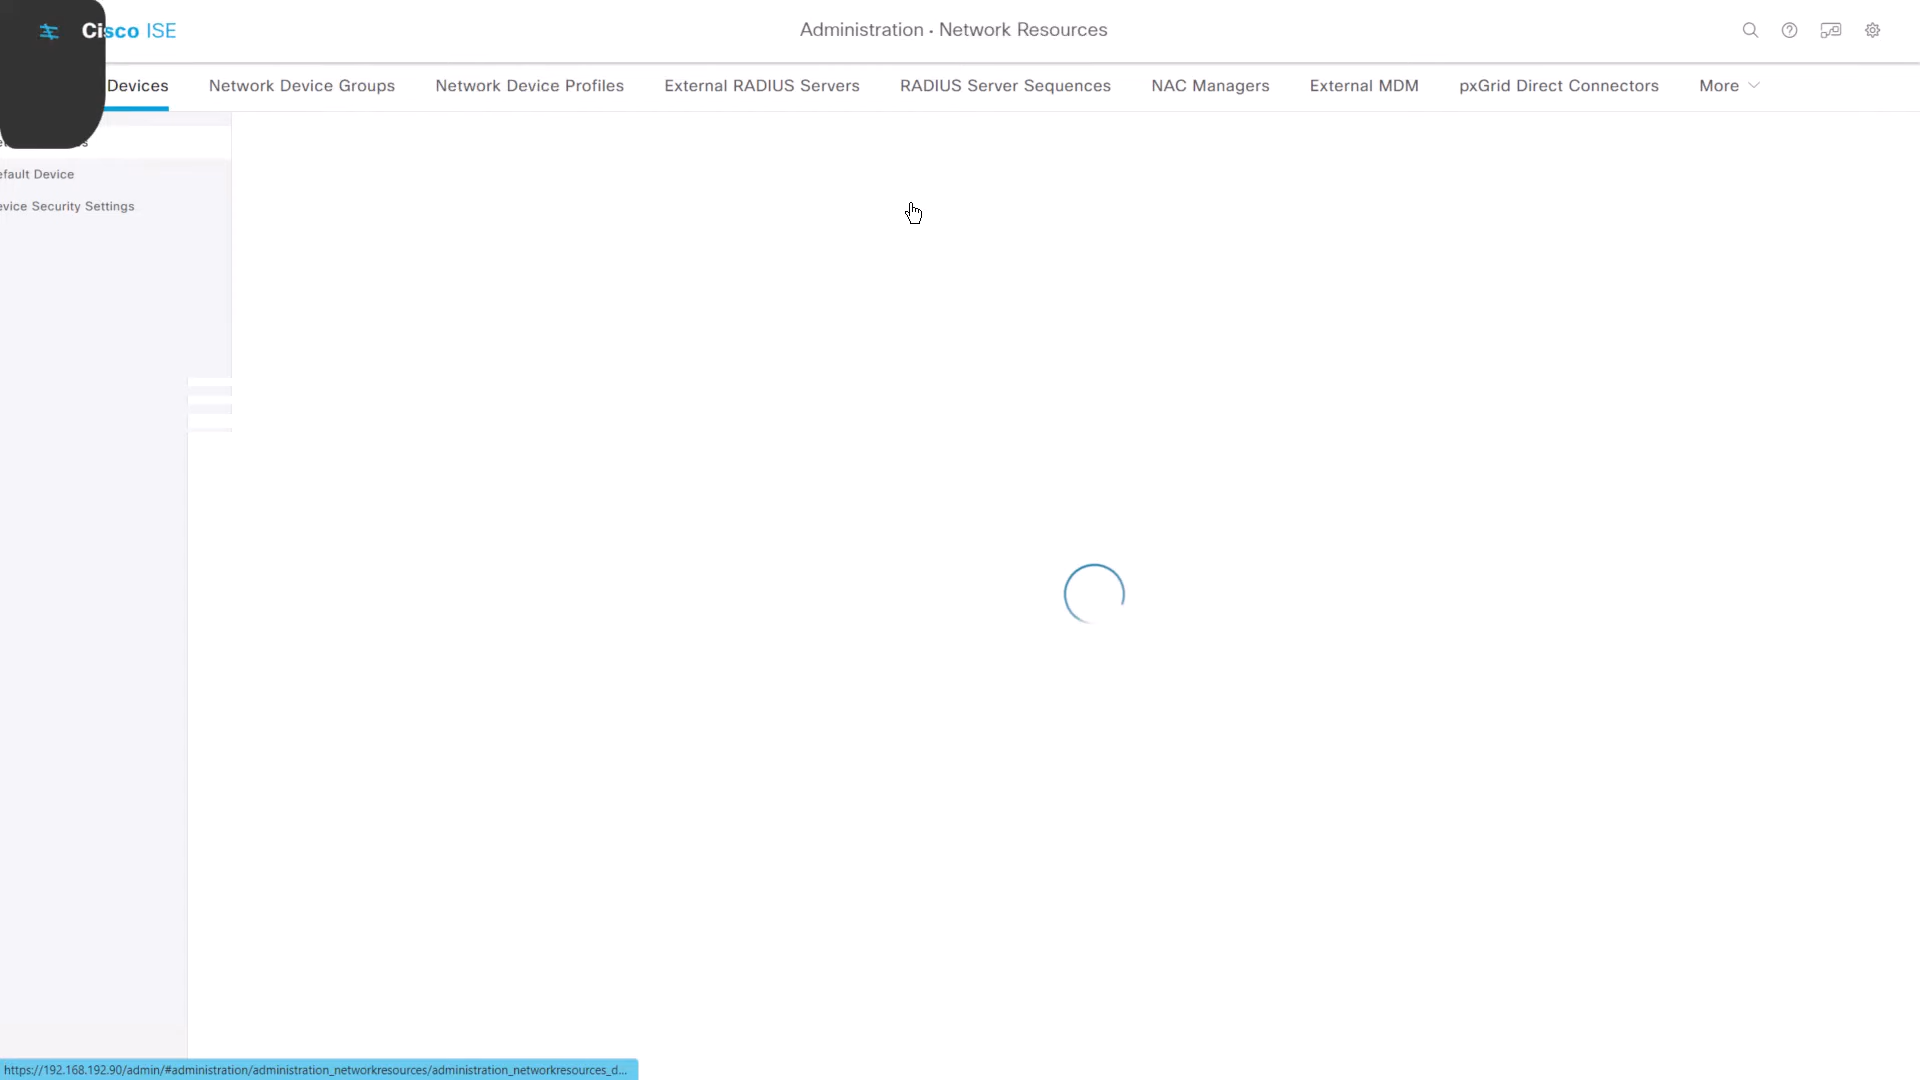 Cisco ISE
Administration · Network Resources
Devices
Network Device Groups
Network Device Profiles
External RADIUS Servers
RADIUS Server Sequences
NAC Managers
External MDM
pxGrid Direct Connectors
More
efault Device
evice Security Settings
https://192.168.192.90/admin/#administration/administration_networkresources/administration_networkresources_d...